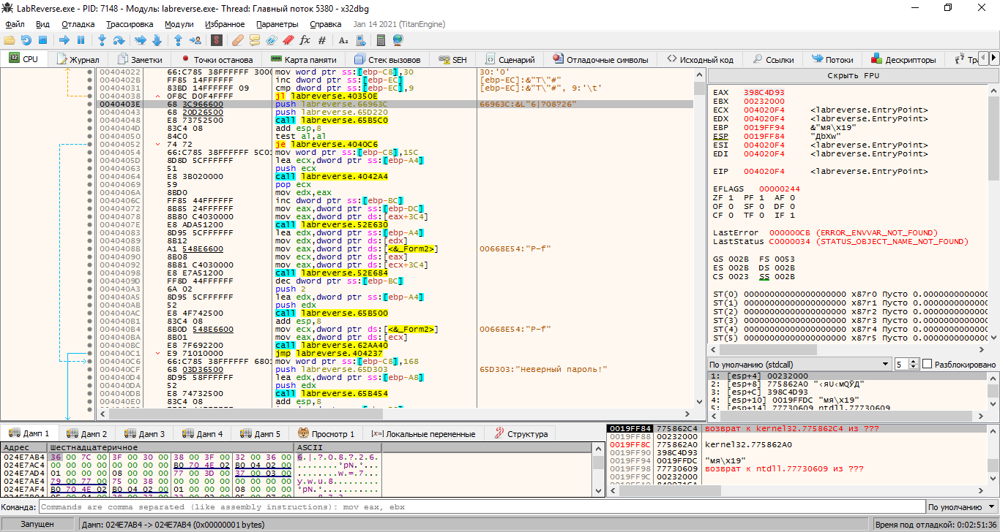 LabReverse.exe - PID: 7148 - Модуль: labreverse.exe- Thread: Главный поток 5380 - x32dbg
Файл Вид Отладка Трассировка Модули Избранное Параметры Справка Jan 14 2021 (TitanEngine)
CPU Журнал Заметки Точки останова Карта памяти Стек вызовов SEH Сценарий Отладочные символы Исходный код Ссылки Потоки Дескрипторы Тра
00404022 66:C785 38FFFFFF 3000 mov word ptr ss:[ebp-C8],30 30:'0'
0040402B FF85 14FFFFFF inc dword ptr ss:[ebp-EC] [ebp-EC]:&"T\"#"
00404031 83BD 14FFFFFF 09 cmp dword ptr ss:[ebp-EC],9 [ebp-EC]:&"T\"#", 9:'\t'
00404038 0F8C D0F4FFFF jl labreverse.40350E
0040403E 68 3C966600 push labreverse.66963C 66963C:&L"6|?08?26"
00404043 68 20D26500 push labreverse.65D220
00404048 E8 73752500 call labreverse.65B5C0
0040404D 83C4 08 add esp,8
00404050 84C0 test al,al
00404052 74 72 je labreverse.4040C6
00404054 66:C785 38FFFFFF 5C01 mov word ptr ss:[ebp-C8],15C
0040405D 8D8D 5CFFFFFF lea ecx,dword ptr ss:[ebp-A4]
00404063 51 push ecx
00404064 E8 3B020000 call labreverse.4042A4
00404069 59 pop ecx
0040406A 8BD0 mov edx,eax
0040406C FF85 44FFFFFF inc dword ptr ss:[ebp-BC]
00404072 8B85 24FFFFFF mov eax,dword ptr ss:[ebp-DC]
00404078 8B80 C4030000 mov eax,dword ptr ds:[eax+3C4]
0040407E E8 ADA51200 call labreverse.52E630
00404083 8D95 5CFFFFFF lea edx,dword ptr ss:[ebp-A4]
00404089 8B12 mov edx,dword ptr ds:[edx]
0040408B A1 548E6600 mov eax,dword ptr ds:[<&_Form2>] 00668E54:"P-f"
00404090 8B08 mov ecx,dword ptr ds:[eax]
00404092 8B81 C4030000 mov eax,dword ptr ds:[ecx+3C4]
00404098 E8 E7A51200 call labreverse.52E684
0040409D FF8D 44FFFFFF dec dword ptr ss:[ebp-BC]
004040A3 6A 02 push 2
004040A5 8D95 5CFFFFFF lea edx,dword ptr ss:[ebp-A4]
004040AB 52 push edx
004040AC E8 4F742500 call labreverse.65B500
004040B1 83C4 08 add esp,8
004040B4 8B0D 548E6600 mov ecx,dword ptr ds:[<&_Form2>] 00668E54:"P-f"
004040BA 8B01 mov eax,dword ptr ds:[ecx]
004040BC E8 7F692200 call labreverse.62AA40
004040C1 E9 71010000 jmp labreverse.404237
004040C6 66:C785 38FFFFFF 6801 mov word ptr ss:[ebp-C8],168
004040CF 68 03D36500 push labreverse.65D303 65D303:"Неверный пароль!"
004040D4 8D95 58FFFFFF lea edx,dword ptr ss:[ebp-A8]
004040DA 52 push edx
004040DB E8 74732500 call labreverse.65B454
004040E0 83C4 08 add esp,8
Скрыть FPU
EAX 398C4D93
EBX 00232000
ECX 004020F4 <labreverse.EntryPoint>
EDX 004020F4 <labreverse.EntryPoint>
EBP 0019FF94 &"мя\x19"
ESP 0019FF84 "ДbXw"
ESI 004020F4 <labreverse.EntryPoint>
EDI 004020F4 <labreverse.EntryPoint>
EIP 004020F4 <labreverse.EntryPoint>
EFLAGS 00000244
ZF 1 PF 1 AF 0
OF 0 SF 0 DF 0
CF 0 TF 0 IF 1
LastError 000000CB (ERROR_ENVVAR_NOT_FOUND)
LastStatus C0000034 (STATUS_OBJECT_NAME_NOT_FOUND)
GS 002B FS 0053
ES 002B DS 002B
CS 0023 SS 002B
ST(0) 00000000000000000000 x87r0 Пусто 0.00000000000
ST(1) 00000000000000000000 x87r1 Пусто 0.00000000000
ST(2) 00000000000000000000 x87r2 Пусто 0.00000000000
ST(3) 00000000000000000000 x87r3 Пусто 0.00000000000
ST(4) 00000000000000000000 x87r4 Пусто 0.00000000000
ST(5) 00000000000000000000 x87r5 Пусто 0.00000000000
По умолчанию (stdcall) 5 Разблокировано
1: [esp+4] 00232000
2: [esp+8] 775862A0 "‹яU‹мQЎД"
3: [esp+C] 398C4D93
4: [esp+10] 0019FFDC "мя\x19"
5: [esp+14] 77730609 ntdll.77730609
Дамп 1 Дамп 2 Дамп 3 Дамп 4 Дамп 5 Просмотр 1 Локальные переменные Структура
Адрес Шестнадцатеричное ASCII
024E7AB4 36 00 7C 00 3F 00 30 00 38 00 3F 00 32 00 36 00 6.|.?.0.8.?.2.6.
024E7AC4 00 00 00 00 00 00 00 00 B0 70 4E 02 B0 04 02 00 ........°pN.°...
024E7AD4 01 00 00 00 08 00 00 00 77 00 3D 00 37 00 03 00 ........w.=.7...
024E7AE4 79 00 77 00 75 00 38 00 00 00 00 00 00 00 00 00 y.w.u.8.........
024E7AF4 B0 70 4E 02 B0 04 02 00 01 00 00 00 08 00 00 00 °pN.°...........
0019FF84 775862C4 возврат к kernel32.775862C4 из ???
0019FF88 00232000
0019FF8C 775862A0 kernel32.775862A0
0019FF90 398C4D93
0019FF94 0019FFDC "мя\x19"
0019FF98 77730609 возврат к ntdll.77730609 из ???
0019FF9C 00232000
Команда: Commands are comma separated (like assembly instructions): mov eax, ebx По умолчанию
Запущен Дамп: 024E7AB4 -> 024E7AB4 (0x00000001 bytes) Время под отладкой: 0:02:51:36